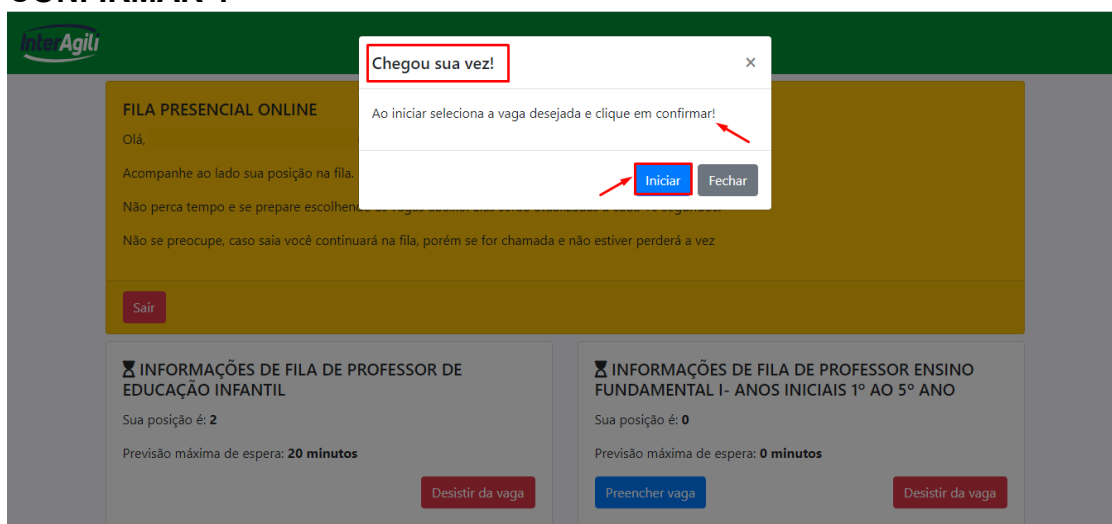 InterAgili
Chegou sua vez!
×
Ao iniciar seleciona a vaga desejada e clique em confirmar!
Iniciar
Fechar
FILA PRESENCIAL ONLINE
Olá,
Acompanhe ao lado sua posição na fila.
Não perca tempo e se prepare
Não se preocupe, caso saia você continuará na fila, porém se for chamada e não estiver perderá a vez
Sair
INFORMAÇÕES DE FILA DE PROFESSOR DE
EDUCAÇÃO INFANTIL
Sua posição é: 2
Previsão máxima de espera: 20 minutos
Desistir da vaga
INFORMAÇÕES DE FILA DE PROFESSOR ENSINO
FUNDAMENTAL I- ANOS INICIAIS 1º AO 5º ANO
Sua posição é: 0
Previsão máxima de espera: 0 minutos
Preencher vaga
Desistir da vaga